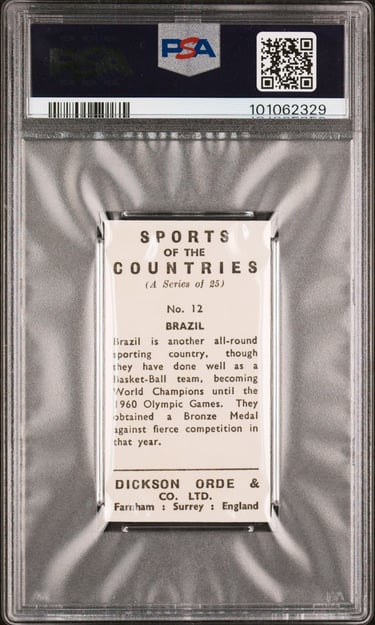 PSA
101062329
SPORTS
OF THE
COUNTRIES
(A Series of 25)
No. 12
BRAZIL
Brazil is another all-round
sporting country, though
they have done well as a
Basket-Ball team, becoming
World Champions until the
1960 Olympic Games. They
obtained a Bronze Medal
against fierce competition in
that year.
DICKSON ORDE &
CO. LTD.
Farnham : Surrey : England